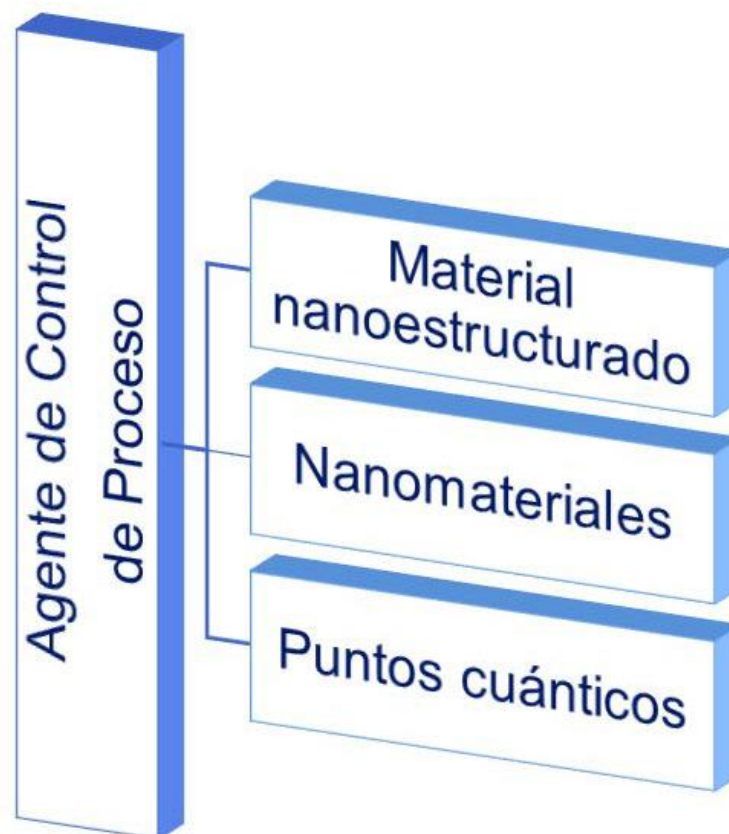 Agente de Control
de Proceso
Material
nanoestructurado
Nanomateriales
Puntos cuánticos